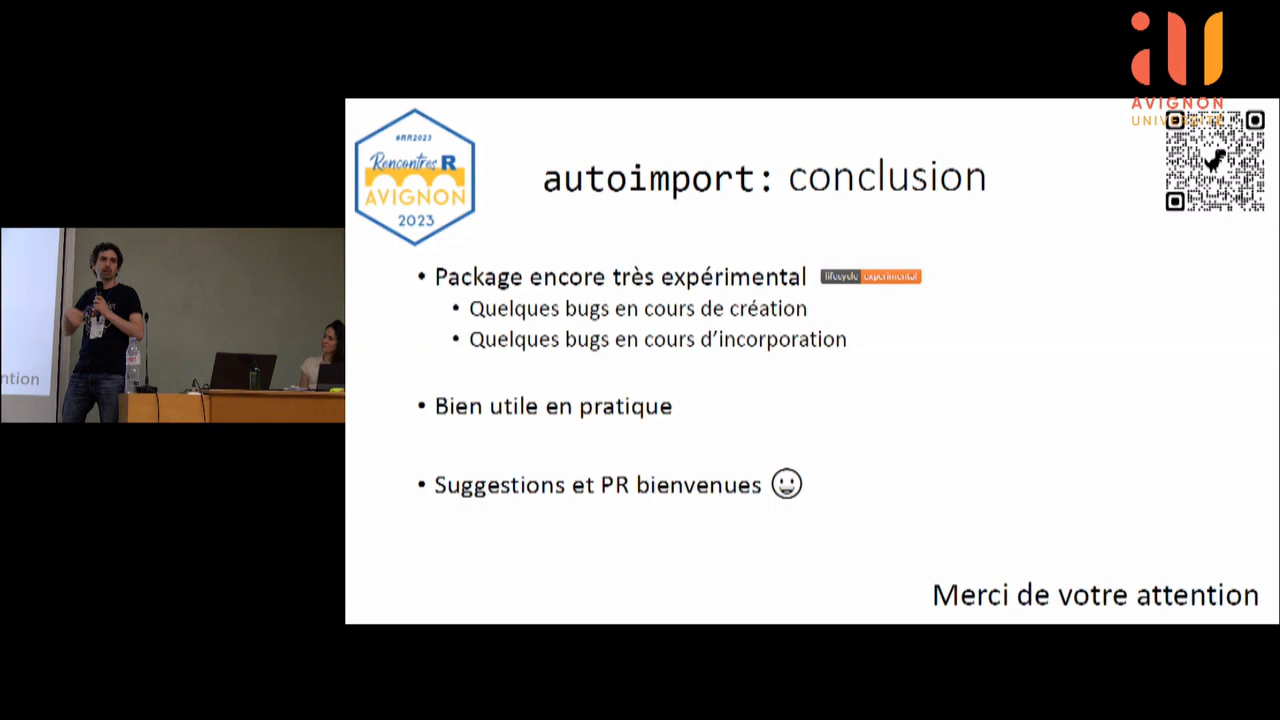 AVIGNON
UNIVERSITÉ
#RR2023
Rencontres R
AVIGNON
2023
autoimport: conclusion
• Package encore très expérimental
lifecycle experimental
• Quelques bugs en cours de création
• Quelques bugs en cours d’incorporation
• Bien utile en pratique
• Suggestions et PR bienvenues
Merci de votre attention
ntion